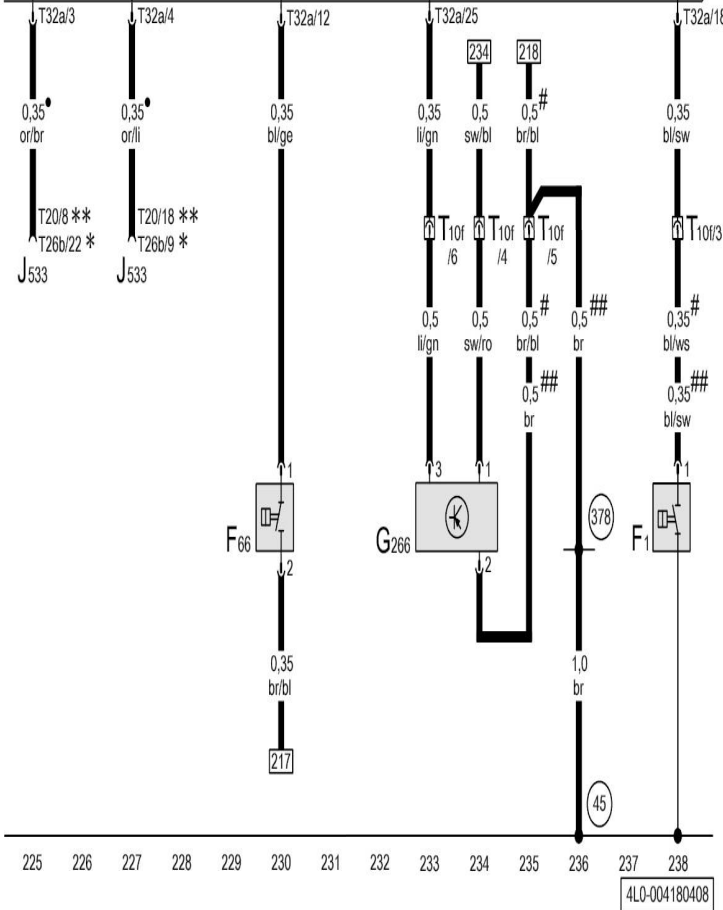 T32a/3 T32a/4 T32a/12 T32a/25 T32a/18
234 218
0,35• 0,35• 0,35 0,35 0,5 0,5# 0,35
or/br or/li bl/ge li/gn sw/bl br/bl bl/sw
T20/8 ** T20/18 **
T26b/22 * T26b/9 *
J533 J533
T10f/6 T10f/4 T10f/5 T10f/3
0,5 0,5 0,5# 0,5## 0,35#
li/gn sw/ro br/bl br bl/ws
0,5## 0,35##
br bl/sw
1 3 1 1
F66 G266 378 F1
2 2
0,35 1,0
br/bl br
217
45
225 226 227 228 229 230 231 232 233 234 235 236 237 238
4L0-004180408